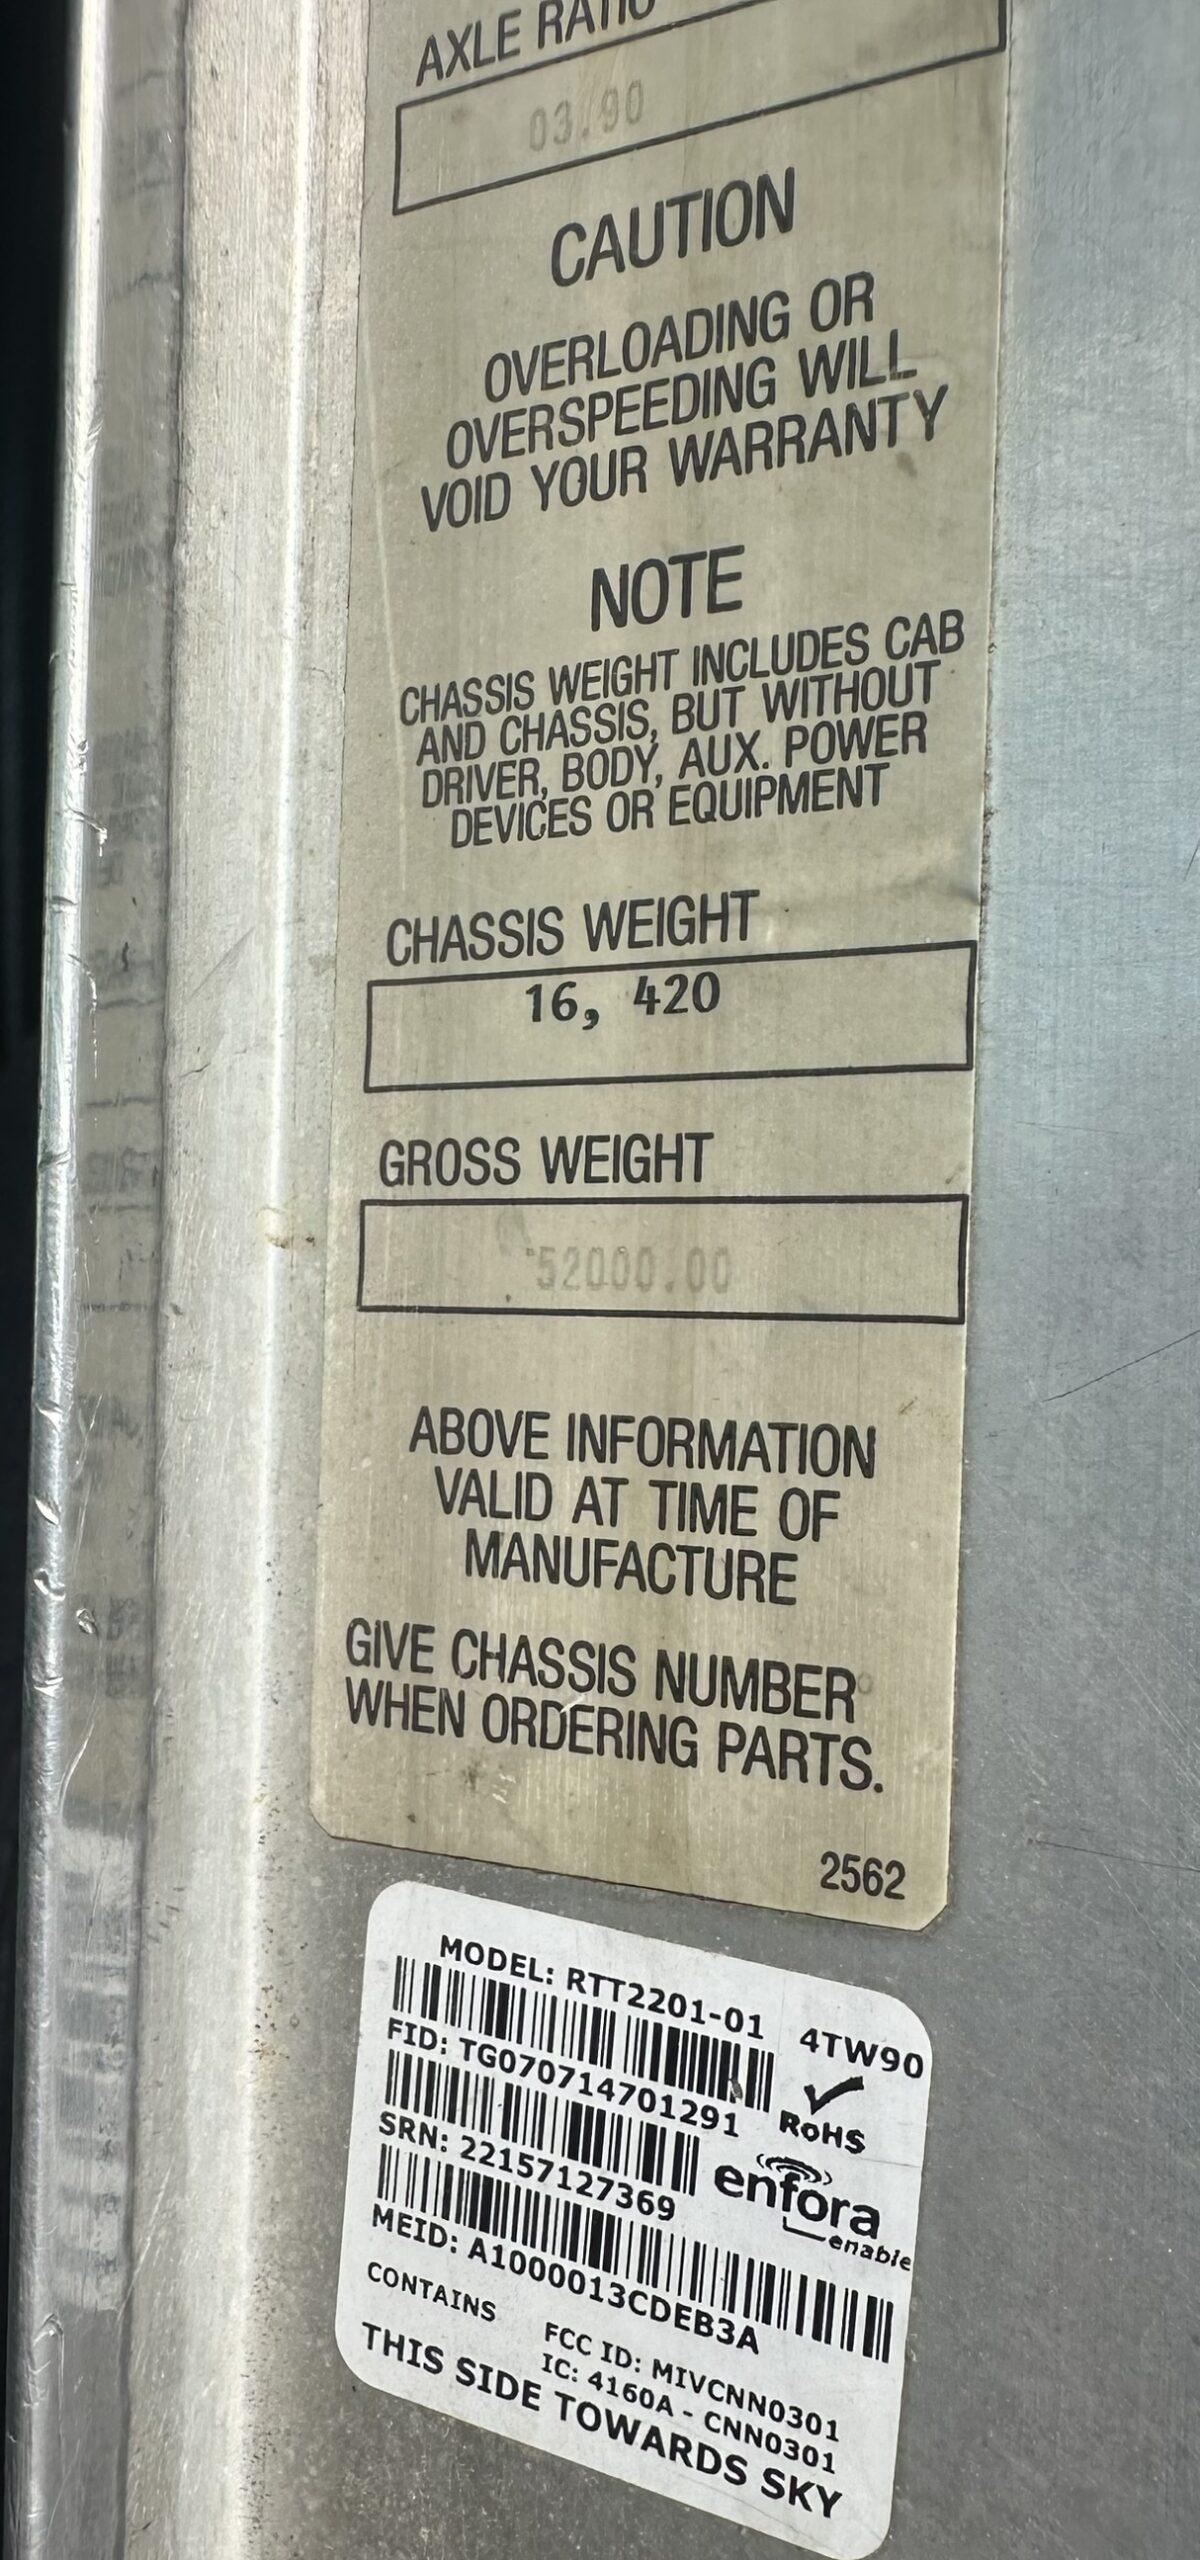 AXLE RATIO
03.90
CAUTION
OVERLOADING OR
OVERSPEEDING WILL
VOID YOUR WARRANTY
NOTE
CHASSIS WEIGHT INCLUDES CAB
AND CHASSIS, BUT WITHOUT
DRIVER, BODY, AUX. POWER
DEVICES OR EQUIPMENT
CHASSIS WEIGHT
16, 420
GROSS WEIGHT
52000.00
ABOVE INFORMATION
VALID AT TIME OF
MANUFACTURE
GIVE CHASSIS NUMBER
WHEN ORDERING PARTS.
2562
MODEL: RTT2201-01 4TW90
FID: TG070714701291
RoHS
SRN: 22157127369
enfora
enable
MEID: A1000013CDEB3A
CONTAINS
FCC ID: MIVCNN0301
IC: 4160A - CNN0301
THIS SIDE TOWARDS SKY